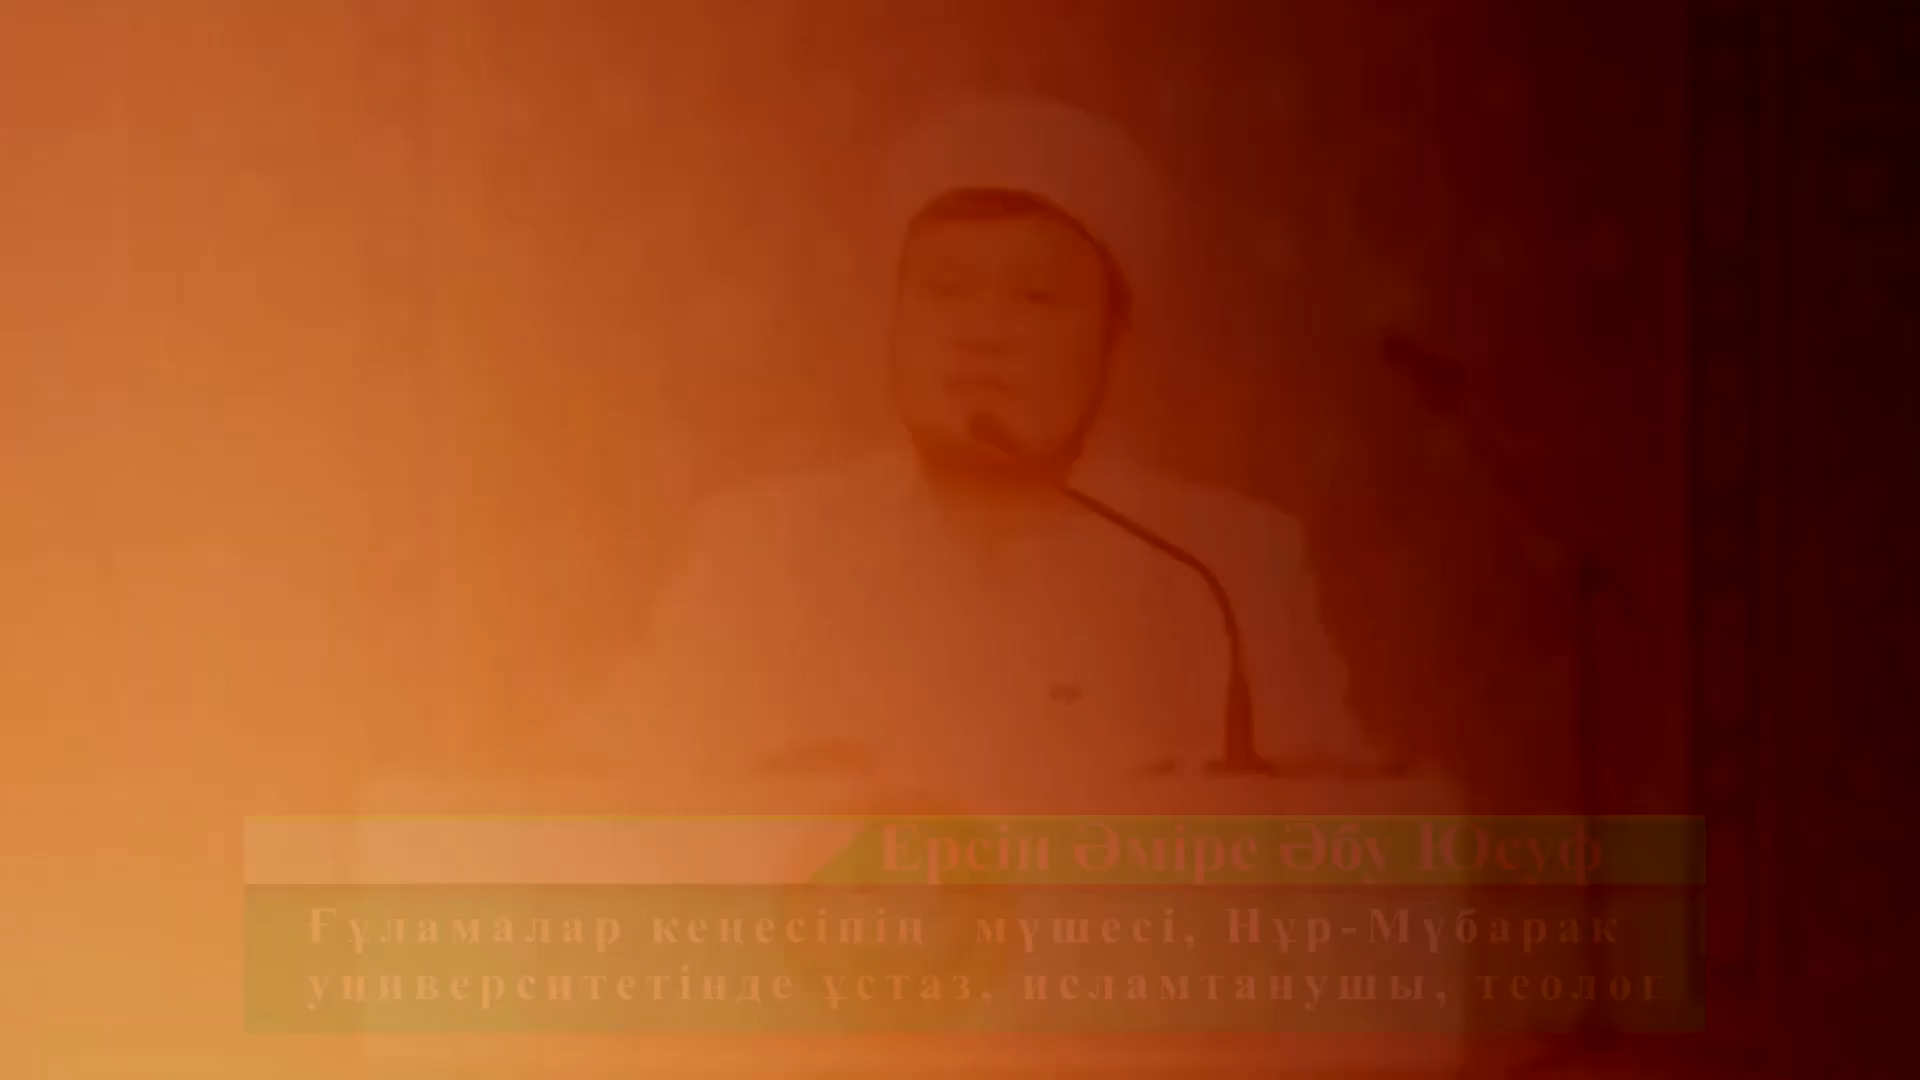 Ерсін Әміре Әбу Юсуф
Ғұламалар кеңесінің мүшесі, Нұр-Мүбарак
университетінде ұстаз, исламтанушы, теолог